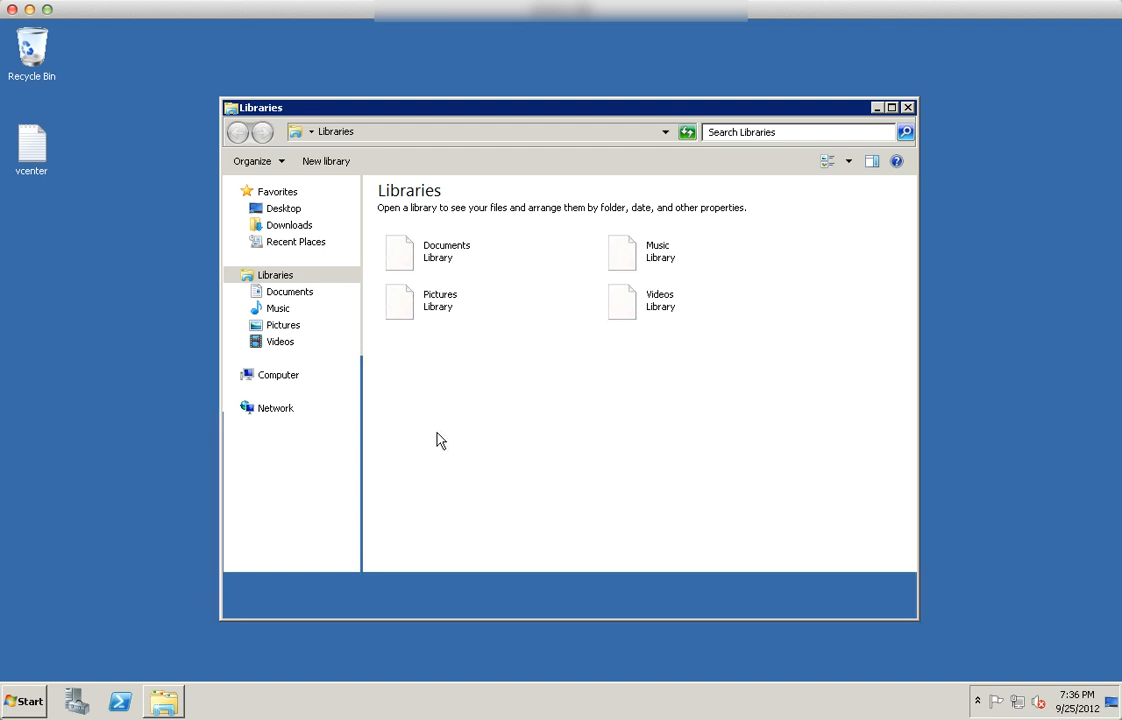 Recycle Bin
vcenter
Libraries
Libraries
Search Libraries
Organize
New library
Favorites
Desktop
Downloads
Recent Places
Libraries
Documents
Music
Pictures
Videos
Computer
Network
Libraries
Open a library to see your files and arrange them by folder, date, and other properties.
Documents
Library
Music
Library
Pictures
Library
Videos
Library
Start
7:36 PM
9/25/2012